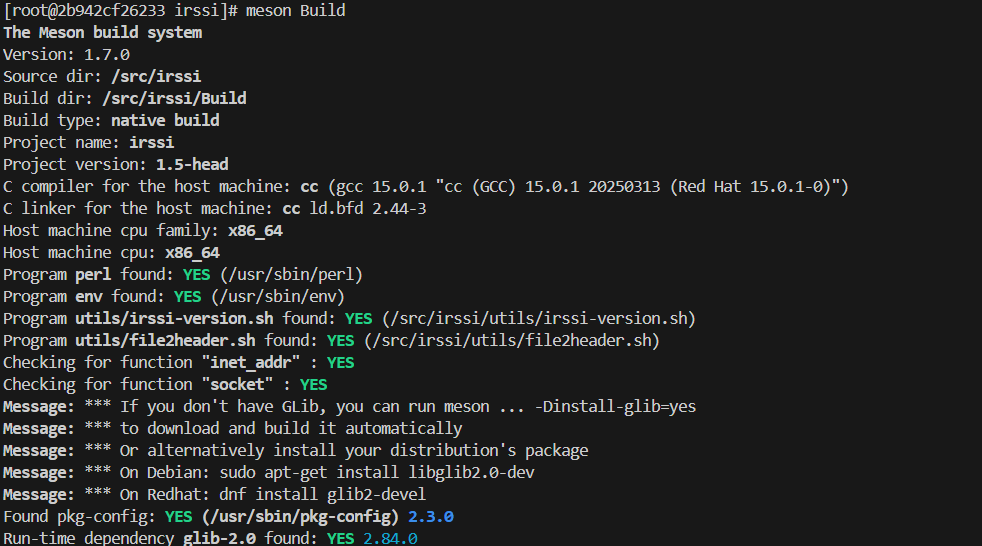 [root@2b942cf26233 irssi]# meson Build
The Meson build system
Version: 1.7.0
Source dir: /src/irssi
Build dir: /src/irssi/Build
Build type: native build
Project name: irssi
Project version: 1.5-head
C compiler for the host machine: cc (gcc 15.0.1 "cc (GCC) 15.0.1 20250313 (Red Hat 15.0.1-0)")
C linker for the host machine: cc ld.bfd 2.44-3
Host machine cpu family: x86_64
Host machine cpu: x86_64
Program perl found: YES (/usr/sbin/perl)
Program env found: YES (/usr/sbin/env)
Program utils/irssi-version.sh found: YES (/src/irssi/utils/irssi-version.sh)
Program utils/file2header.sh found: YES (/src/irssi/utils/file2header.sh)
Checking for function "inet_addr" : YES
Checking for function "socket" : YES
Message: *** If you don't have GLib, you can run meson ... -Dinstall-glib=yes
Message: *** to download and build it automatically
Message: *** Or alternatively install your distribution's package
Message: *** On Debian: sudo apt-get install libglib2.0-dev
Message: *** On Redhat: dnf install glib2-devel
Found pkg-config: YES (/usr/sbin/pkg-config) 2.3.0
Run-time dependency glib-2.0 found: YES 2.84.0